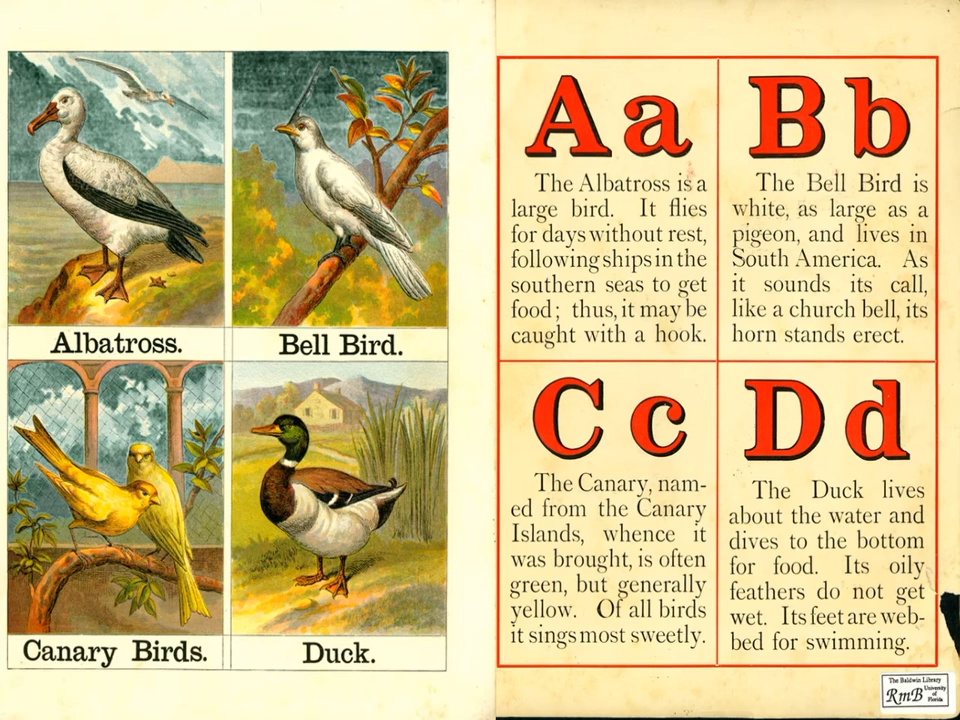 Albatross.
Bell Bird.
Canary Birds.
Duck.
Aa
The Albatross is a
large bird. It flies
for days without rest,
following ships in the
southern seas to get
food; thus, it may be
caught with a hook.
Bb
The Bell Bird is
white, as large as a
pigeon, and lives in
South America. As
it sounds its call,
like a church bell, its
horn stands erect.
Cc
The Canary, nam-
ed from the Canary
Islands, whence it
was brought, is often
green, but generally
yellow. Of all birds
it sings most sweetly.
Dd
The Duck lives
about the water and
dives to the bottom
for food. Its oily
feathers do not get
wet. Its feet are web-
bed for swimming.
The Baldwin Library
RmB University
of
Florida